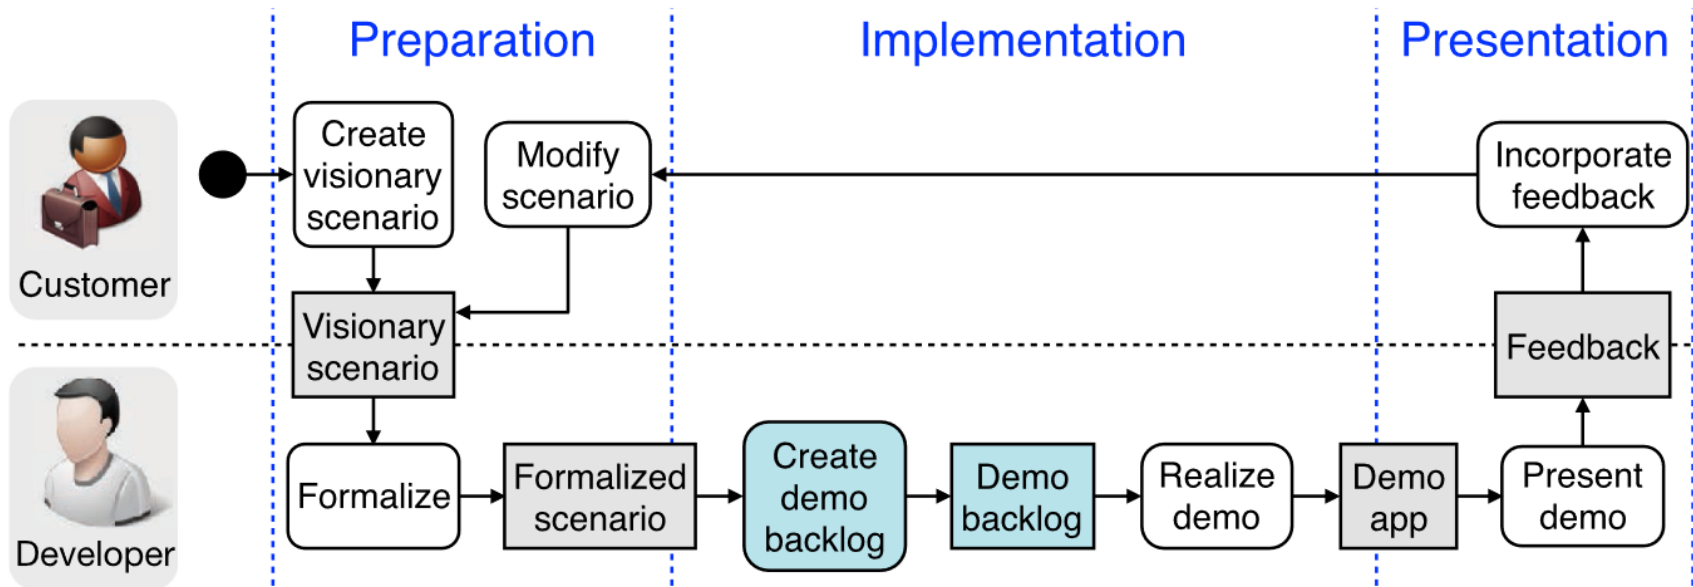 Preparation
Implementation
Presentation
Customer
Create
visionary
scenario
Modify
scenario
Incorporate
feedback
Visionary
scenario
Feedback
Developer
Formalize
Formalized
scenario
Create
demo
backlog
Demo
backlog
Realize
demo
Demo
app
Present
demo